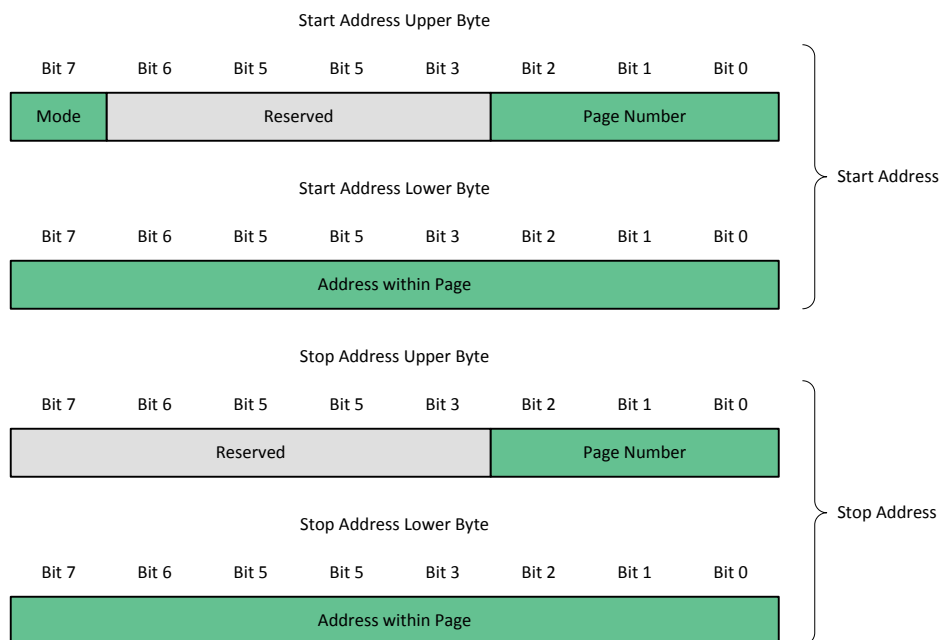 Start Address Upper Byte
Bit 7 Bit 6 Bit 5 Bit 5 Bit 3 Bit 2 Bit 1 Bit 0
Mode Reserved Page Number
Start Address
Start Address Lower Byte
Bit 7 Bit 6 Bit 5 Bit 5 Bit 3 Bit 2 Bit 1 Bit 0
Address within Page
Stop Address Upper Byte
Bit 7 Bit 6 Bit 5 Bit 5 Bit 3 Bit 2 Bit 1 Bit 0
Reserved Page Number
Stop Address
Stop Address Lower Byte
Bit 7 Bit 6 Bit 5 Bit 5 Bit 3 Bit 2 Bit 1 Bit 0
Address within Page